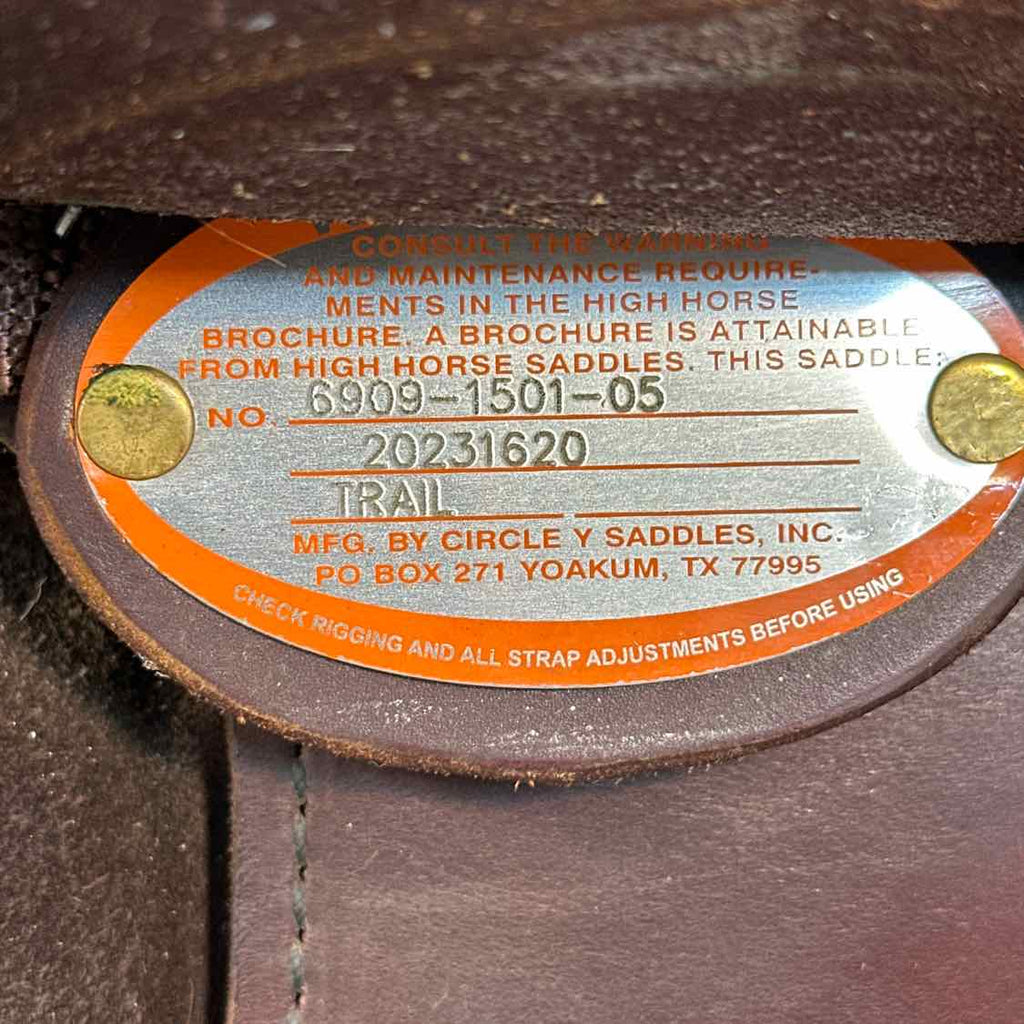 CONSULT THE WARNING
AND MAINTENANCE REQUIRE-
MENTS IN THE HIGH HORSE
BROCHURE. A BROCHURE IS ATTAINABLE
FROM HIGH HORSE SADDLES. THIS SADDLE:
NO. 6909-1501-05
20231620
TRAIL
MFG. BY CIRCLE Y SADDLES, INC.
PO BOX 271 YOAKUM, TX 77995
CHECK RIGGING AND ALL STRAP ADJUSTMENTS BEFORE USING